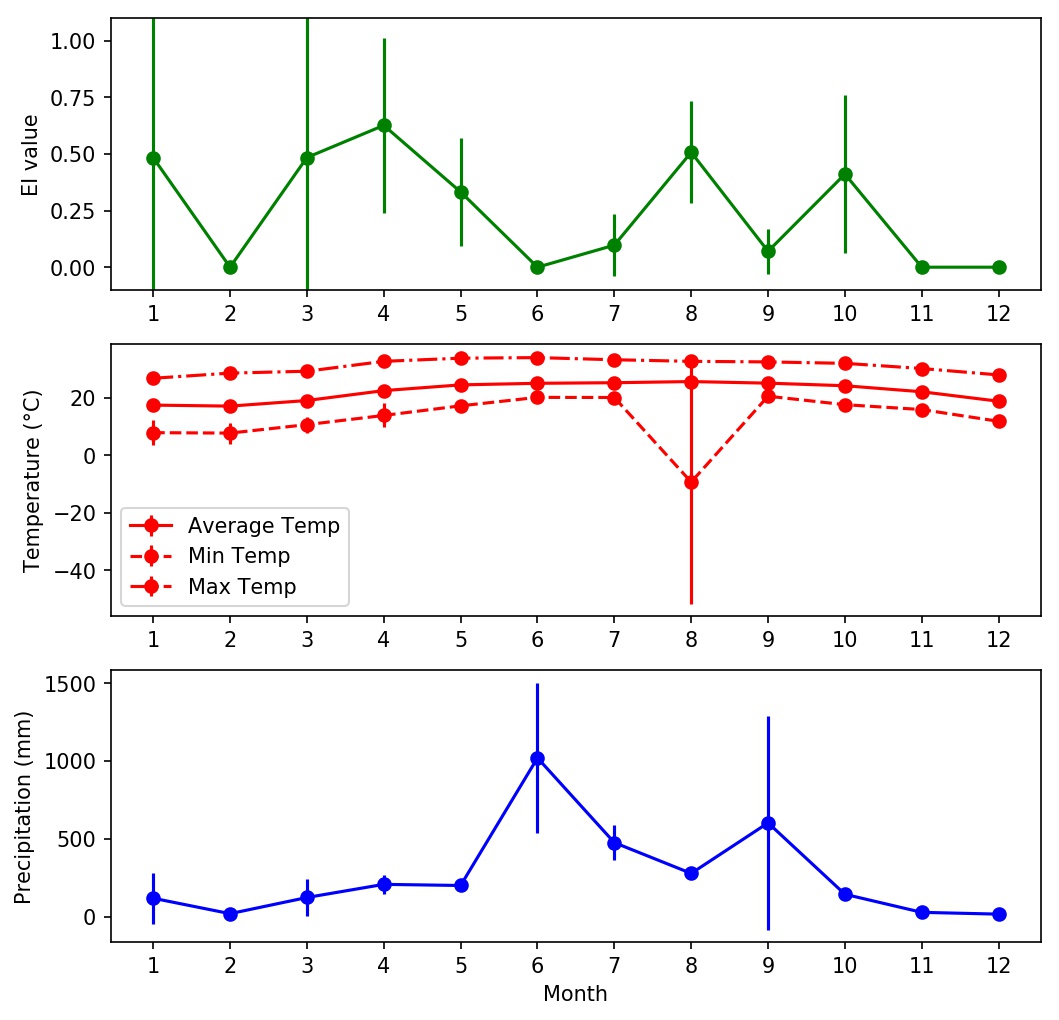 EI value
1.00
0.75
0.50
0.25
0.00
1 2 3 4 5 6 7 8 9 10 11 12
Temperature (°C)
20
0
−20
−40
Average Temp
Min Temp
Max Temp
1 2 3 4 5 6 7 8 9 10 11 12
Precipitation (mm)
1500
1000
500
0
1 2 3 4 5 6 7 8 9 10 11 12
Month